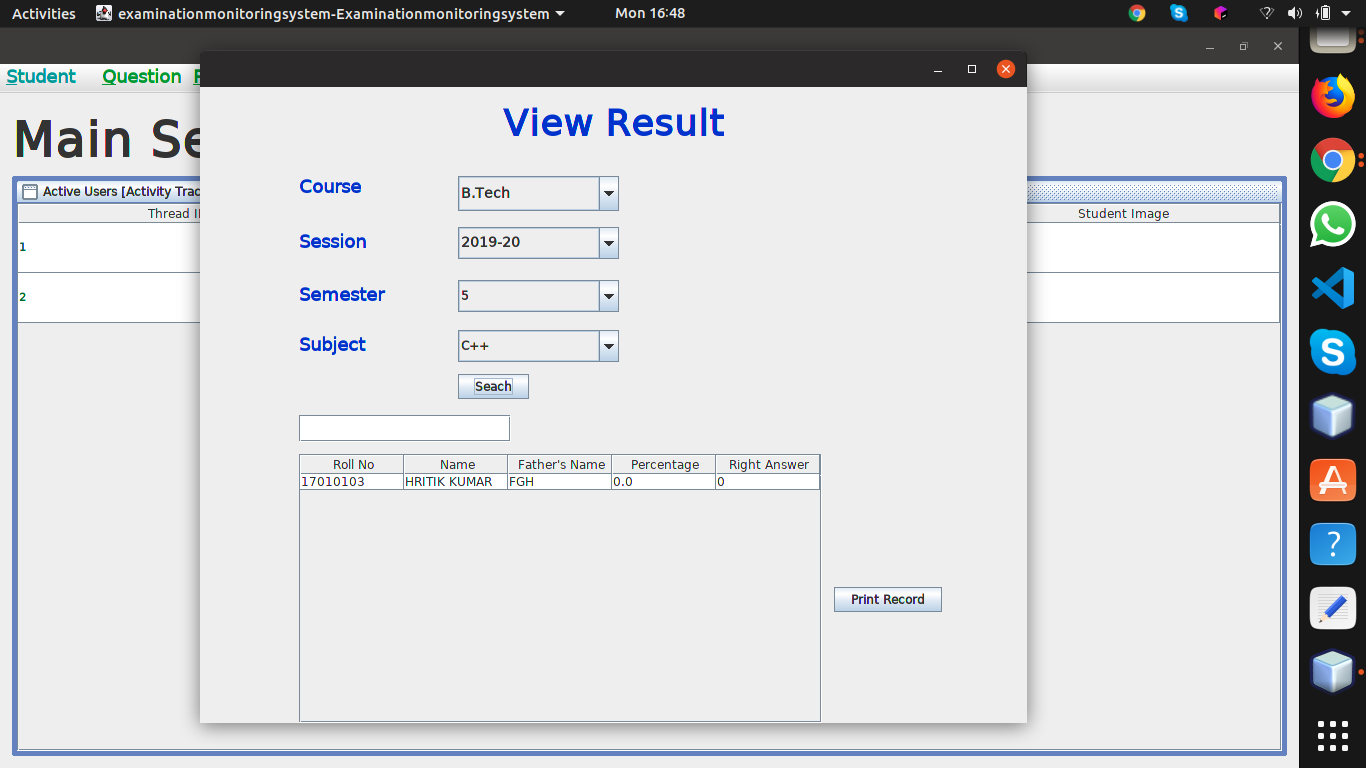 Activities examinationmonitoringsystem-Examinationmonitoringsystem Mon 16:48
Student Question
Main Se
Active Users [Activity Trac
Thread I Student Image
1
2
View Result
Course B.Tech
Session 2019-20
Semester 5
Subject C++
Seach
Roll No Name Father's Name Percentage Right Answer
17010103 HRITIK KUMAR FGH 0.0 0
Print Record